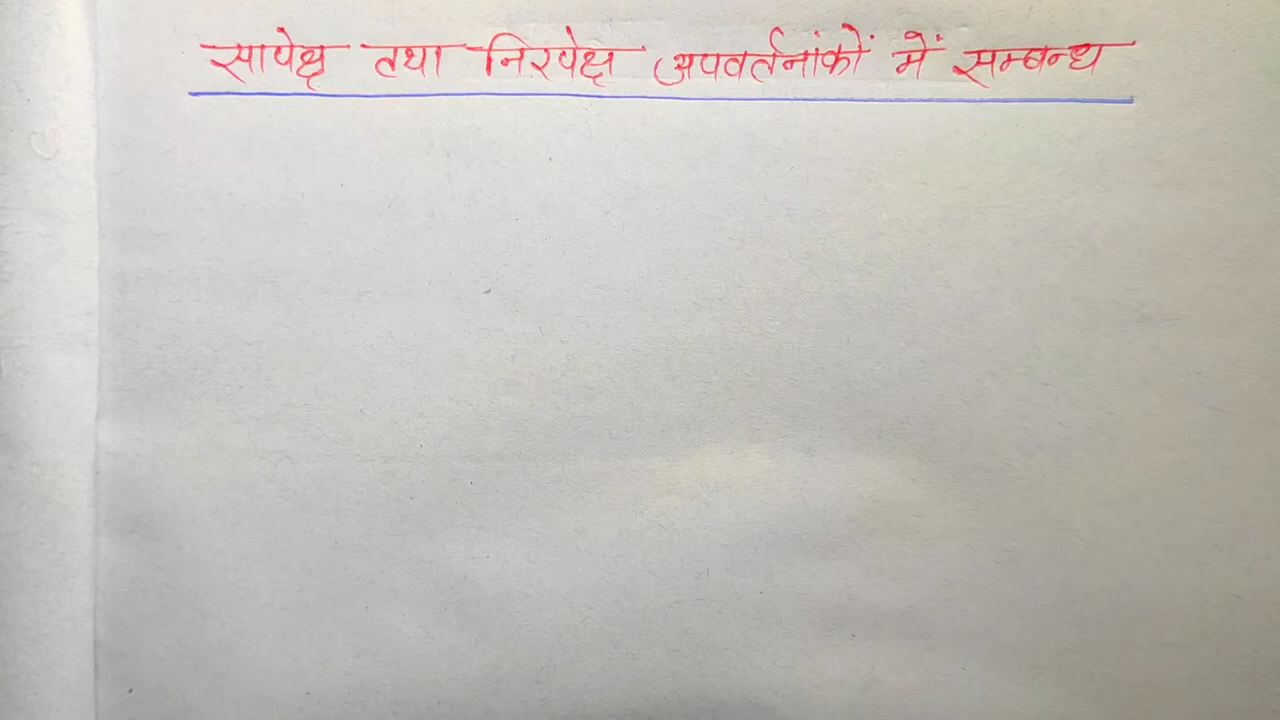 सापेक्ष तथा निरपेक्ष अपवर्तनांकों में सम्बन्ध